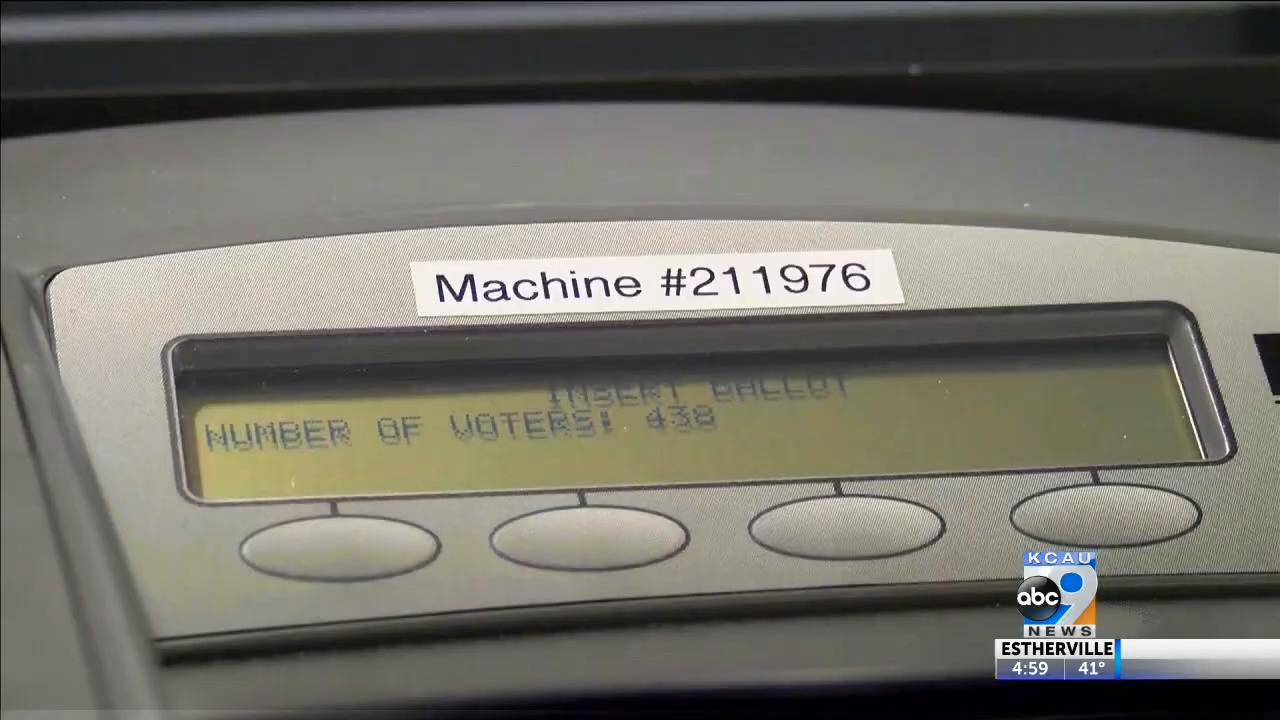 Machine #211976
INSERT BALLOT
NUMBER OF VOTERS: 438
KCAU
abc 9
NEWS
ESTHERVILLE
4:59 41°